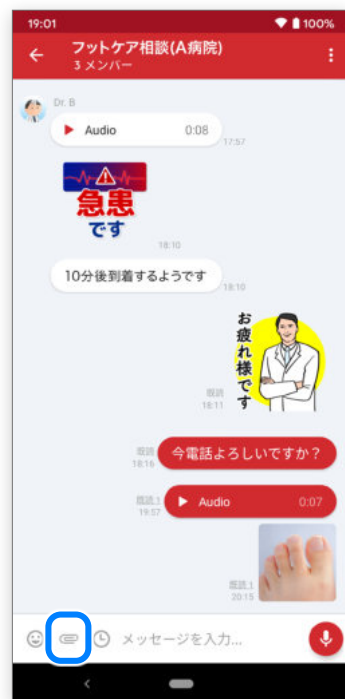 19:01
100%
フットケア相談(A病院)
3 メンバー
Dr. B
Audio 0:08
17:57
急患
です
18:10
10分後到着するようです
18:10
お疲れ様です
既読
18:11
既読
18:16
今電話よろしいですか？
既読 1
19:57
Audio 0:07
既読 1
20:15
メッセージを入力...